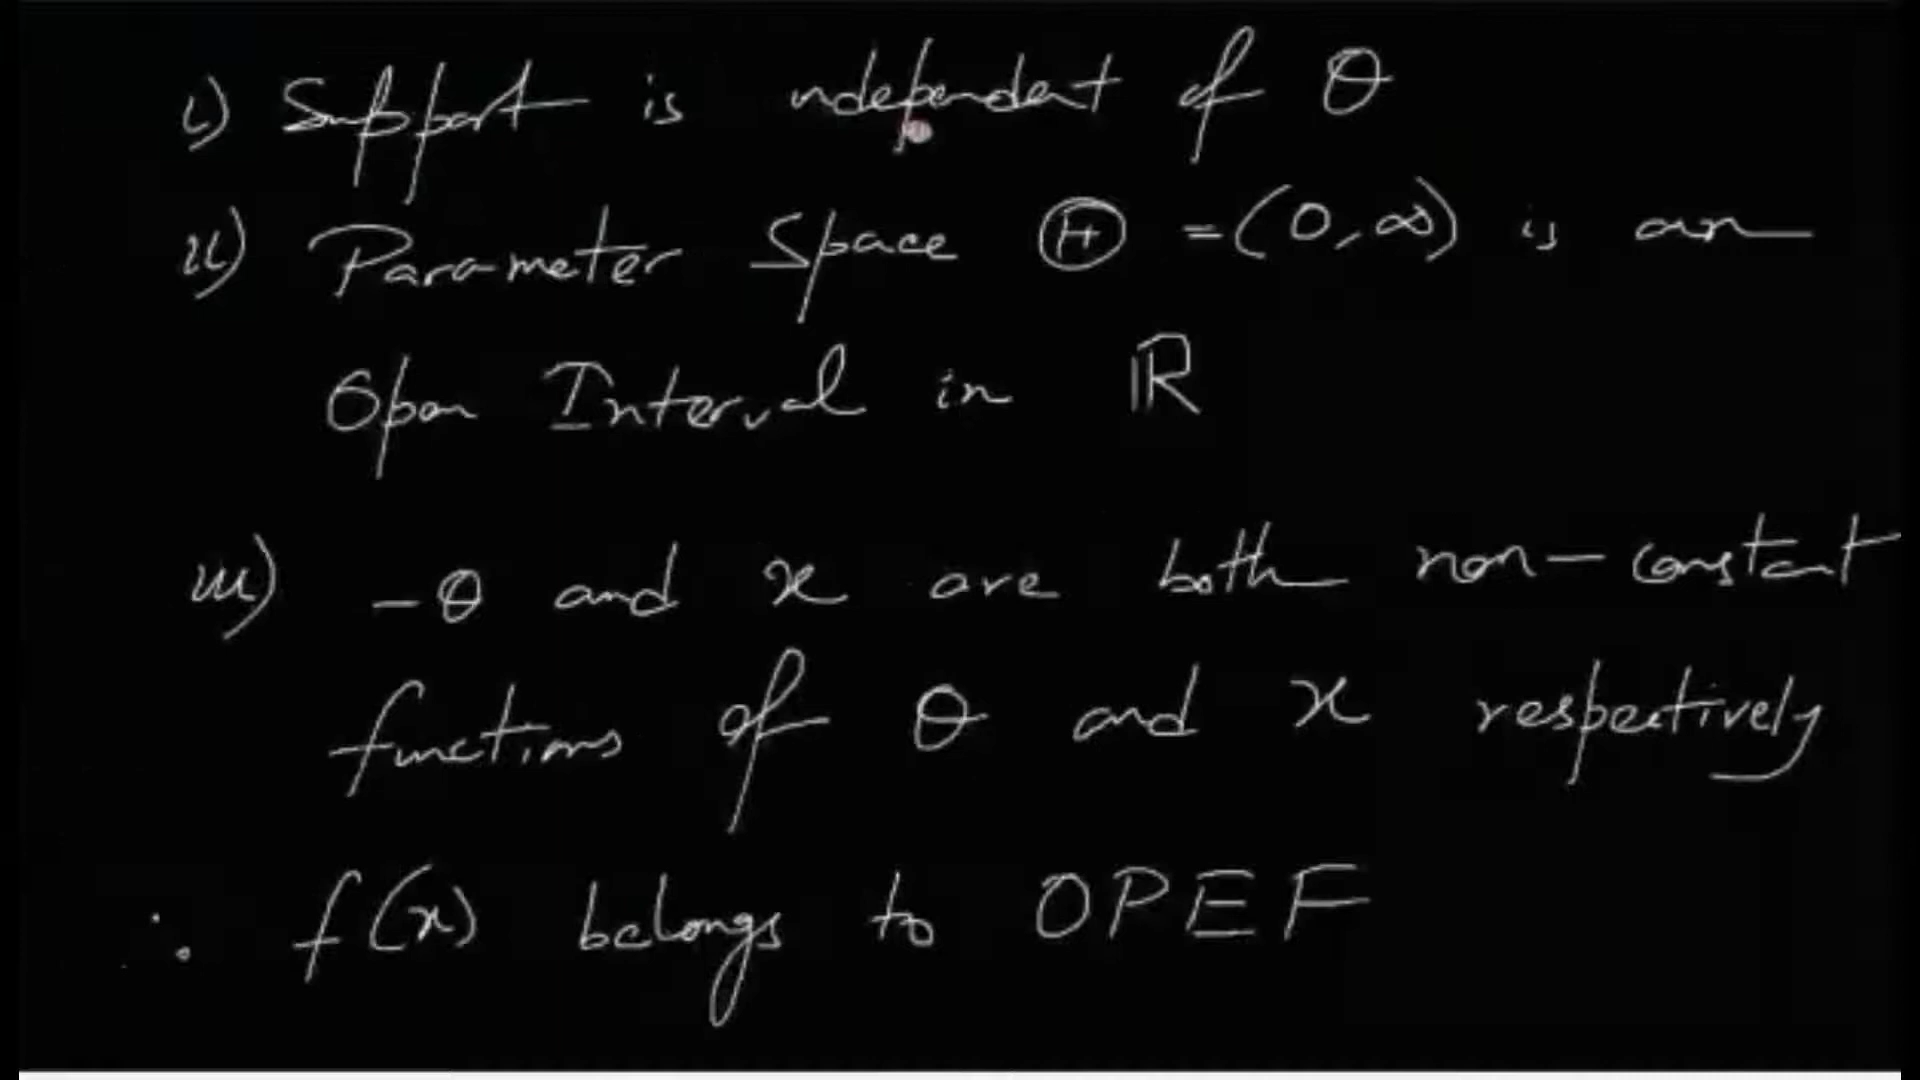 i) Support is independent of θ
ii) Parameter Space Ⓗ = (0, ∞) is an
Open Interval in ℝ
iii) -θ and x are both non-constant
functions of θ and x respectively
∴ f(x) belongs to OPEF